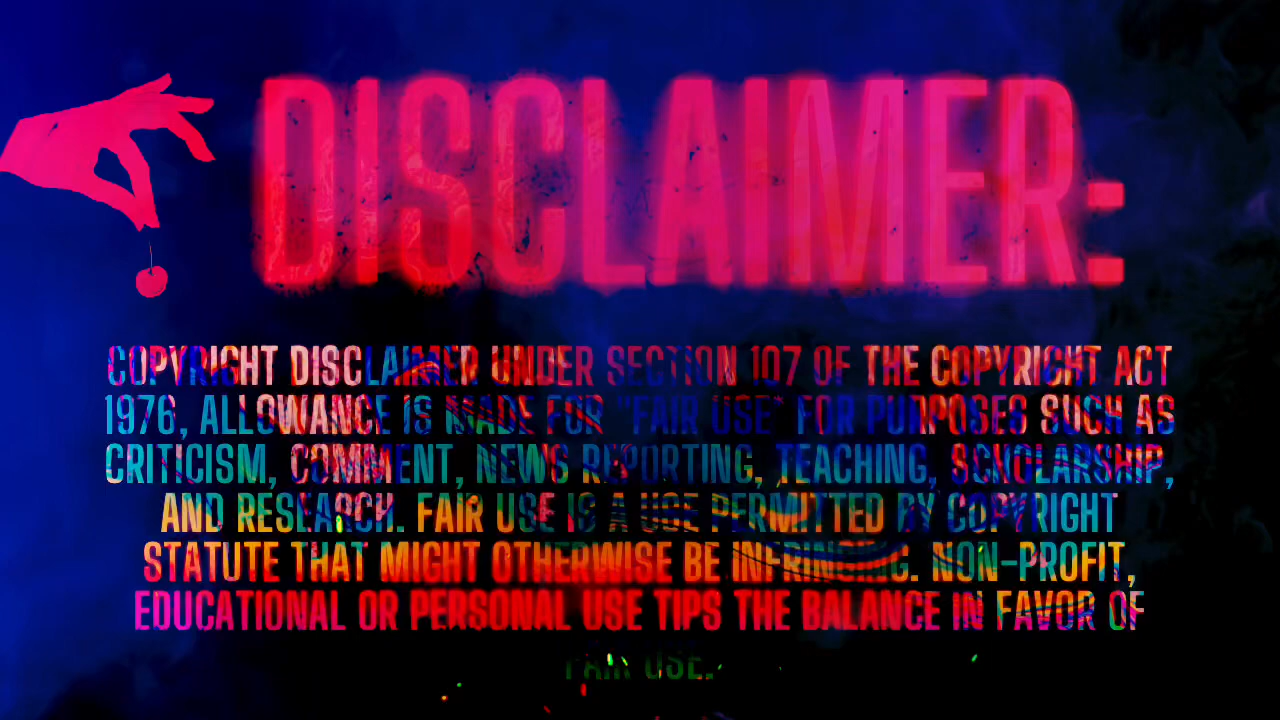 DISCLAIMER:
COPYRIGHT DISCLAIMER UNDER SECTION 107 OF THE COPYRIGHT ACT
1976, ALLOWANCE IS MADE FOR "FAIR USE" FOR PURPOSES SUCH AS
CRITICISM, COMMENT, NEWS REPORTING, TEACHING, SCHOLARSHIP,
AND RESEARCH. FAIR USE IS A USE PERMITTED BY COPYRIGHT
STATUTE THAT MIGHT OTHERWISE BE INFRINGING. NON-PROFIT,
EDUCATIONAL OR PERSONAL USE TIPS THE BALANCE IN FAVOR OF
FAIR USE.